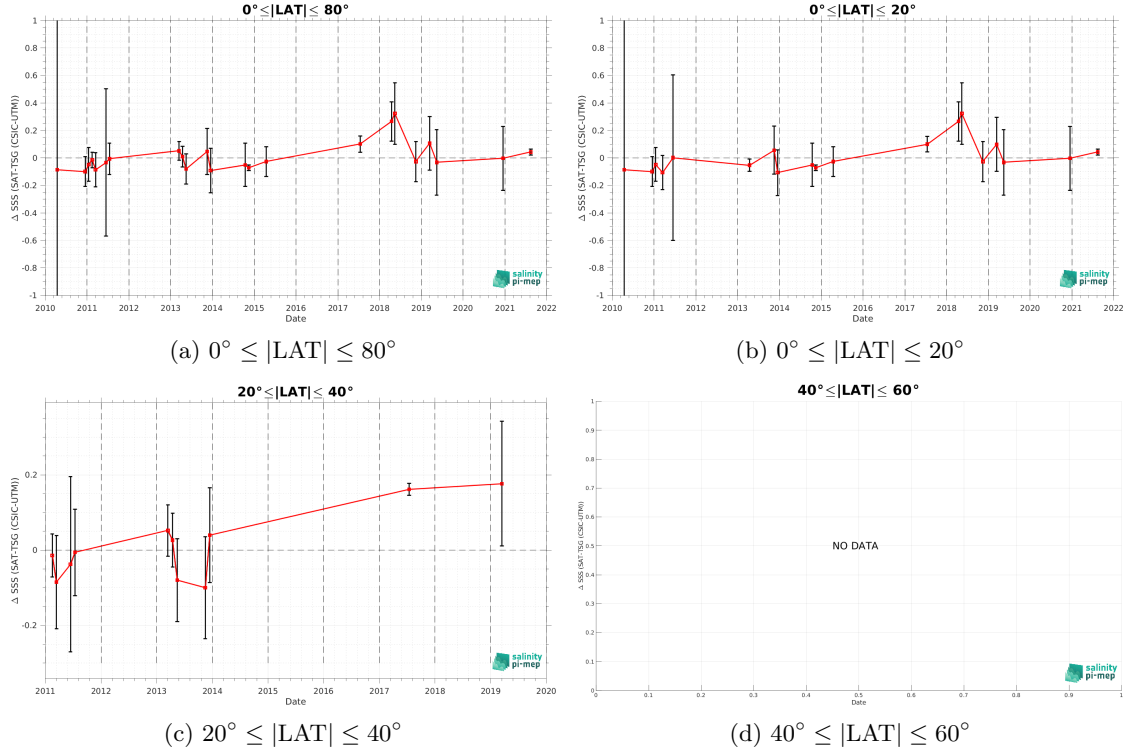 0°≤|LAT|≤ 80°
Δ SSS (SAT-TSG (CSIC-UTM))
1
0.8
0.6
0.4
0.2
0
-0.2
-0.4
-0.6
-0.8
-1
2010 2011 2012 2013 2014 2015 2016 2017 2018 2019 2020 2021 2022
Date
salinity
pi-mep
(a) 0° ≤ |LAT| ≤ 80°
0°≤|LAT|≤ 20°
Δ SSS (SAT-TSG (CSIC-UTM))
1
0.8
0.6
0.4
0.2
0
-0.2
-0.4
-0.6
-0.8
-1
2010 2011 2012 2013 2014 2015 2016 2017 2018 2019 2020 2021 2022
Date
salinity
pi-mep
(b) 0° ≤ |LAT| ≤ 20°
20°≤|LAT|≤ 40°
Δ SSS (SAT-TSG (CSIC-UTM))
0.2
0
-0.2
2011 2012 2013 2014 2015 2016 2017 2018 2019 2020
Date
salinity
pi-mep
(c) 20° ≤ |LAT| ≤ 40°
40°≤|LAT|≤ 60°
Δ SSS (SAT-TSG (CSIC-UTM))
1
0.9
0.8
0.7
0.6
0.5
0.4
0.3
0.2
0.1
0
NO DATA
0 0.1 0.2 0.3 0.4 0.5 0.6 0.7 0.8 0.9 1
Date
salinity
pi-mep
(d) 40° ≤ |LAT| ≤ 60°